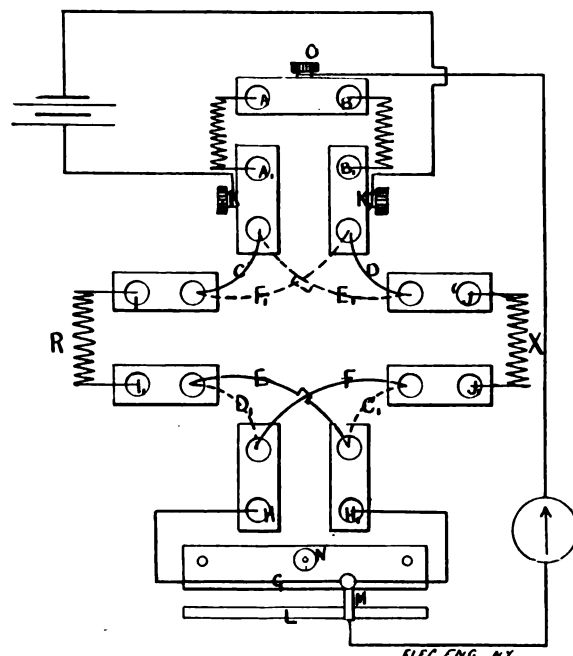 O
A B
A₁ B₁
K K
C D
F₁ E₁
I J
R X
I₁ J₁
E F
D₁ C₁
H H₁
N
G
M
L
ELEC. ENG. N.Y.